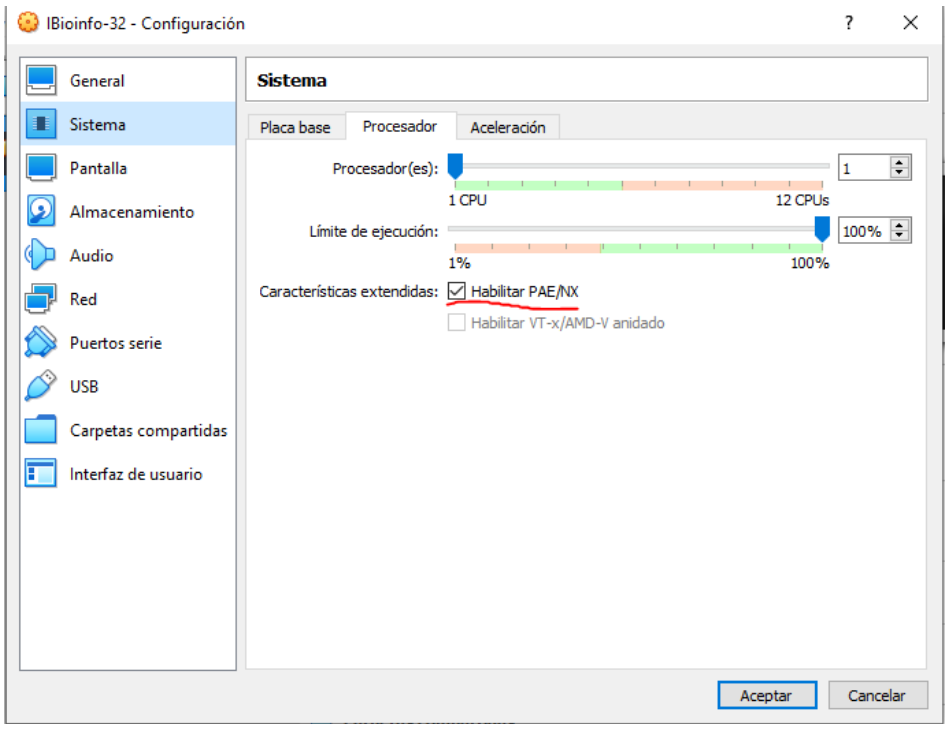 IBioinfo-32 - Configuración
?
General
Sistema
Pantalla
Almacenamiento
Audio
Red
Puertos serie
USB
Carpetas compartidas
Interfaz de usuario
Sistema
Placa base
Procesador
Aceleración
Procesador(es):
1
1 CPU
12 CPUs
Límite de ejecución:
100%
1%
100%
Características extendidas:
Habilitar PAE/NX
Habilitar VT-x/AMD-V anidado
Aceptar
Cancelar